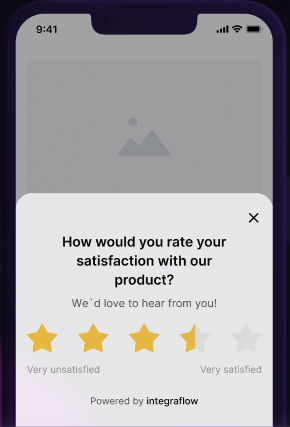 9:41
How would you rate your
satisfaction with our
product?
We`d love to hear from you!
Very unsatisfied Very satisfied
Powered by integraflow